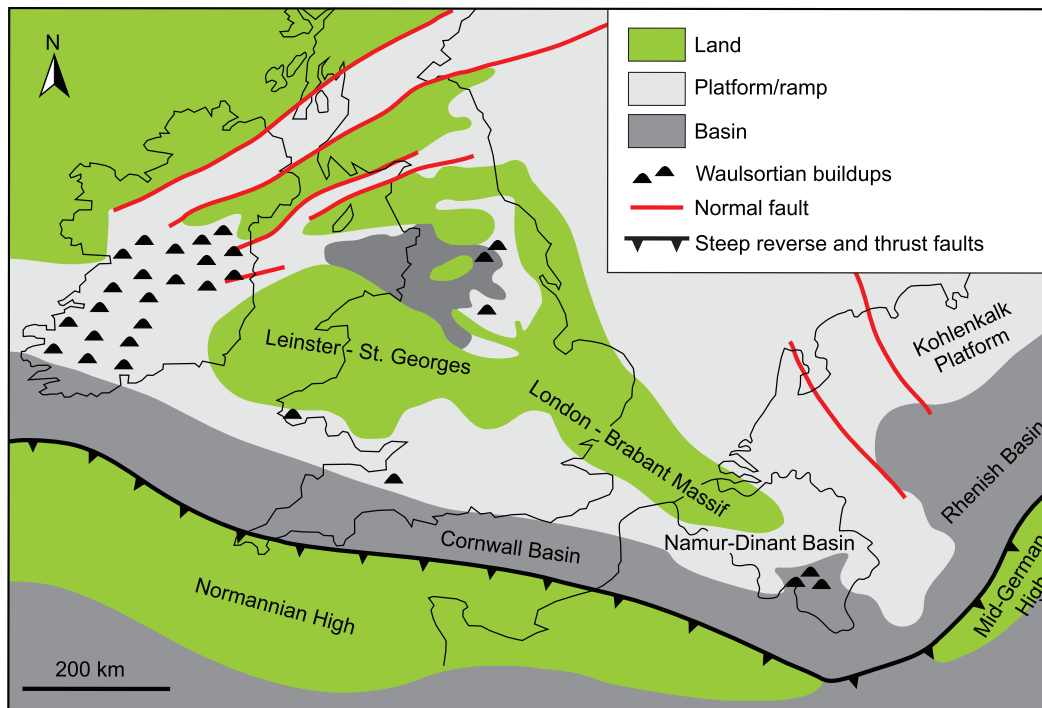 N
Land
Platform/ramp
Basin
Waulsortian buildups
Normal fault
Steep reverse and thrust faults
Leinster - St. Georges
London - Brabant Massif
Kohlenkalk
Platform
Rhenish Basin
Cornwall Basin
Namur-Dinant Basin
Normannian High
Mid-German
High
200 km